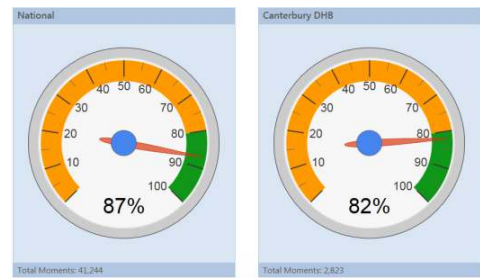 National
10 20 30 40 50 60 70 80 90 100
87%
Total Moments: 41,244
Canterbury DHB
10 20 30 40 50 60 70 80 90 100
82%
Total Moments: 2,823